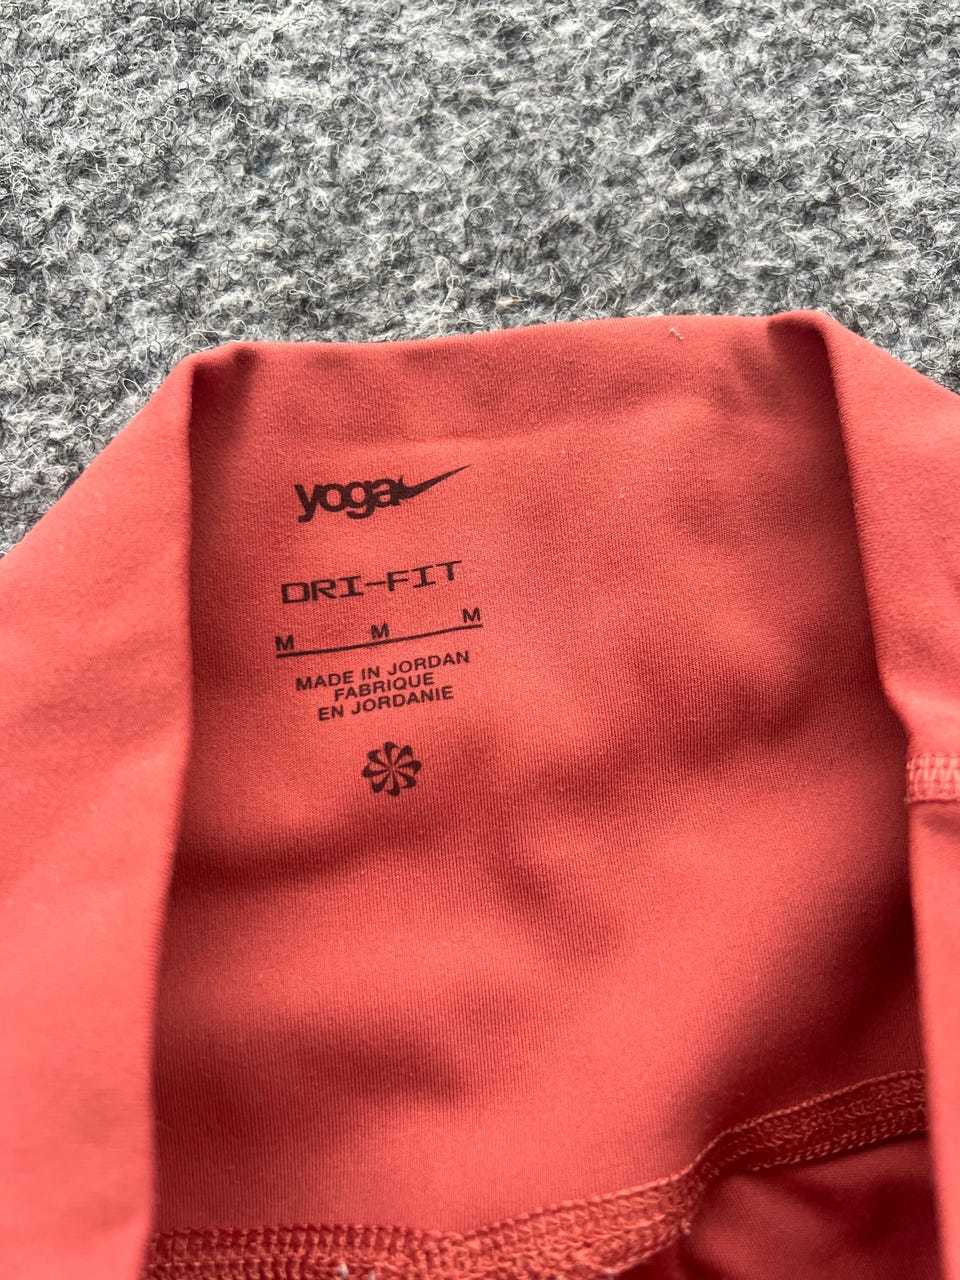 yoga
DRI-FIT
M M M
MADE IN JORDAN
FABRIQUE
EN JORDANIE